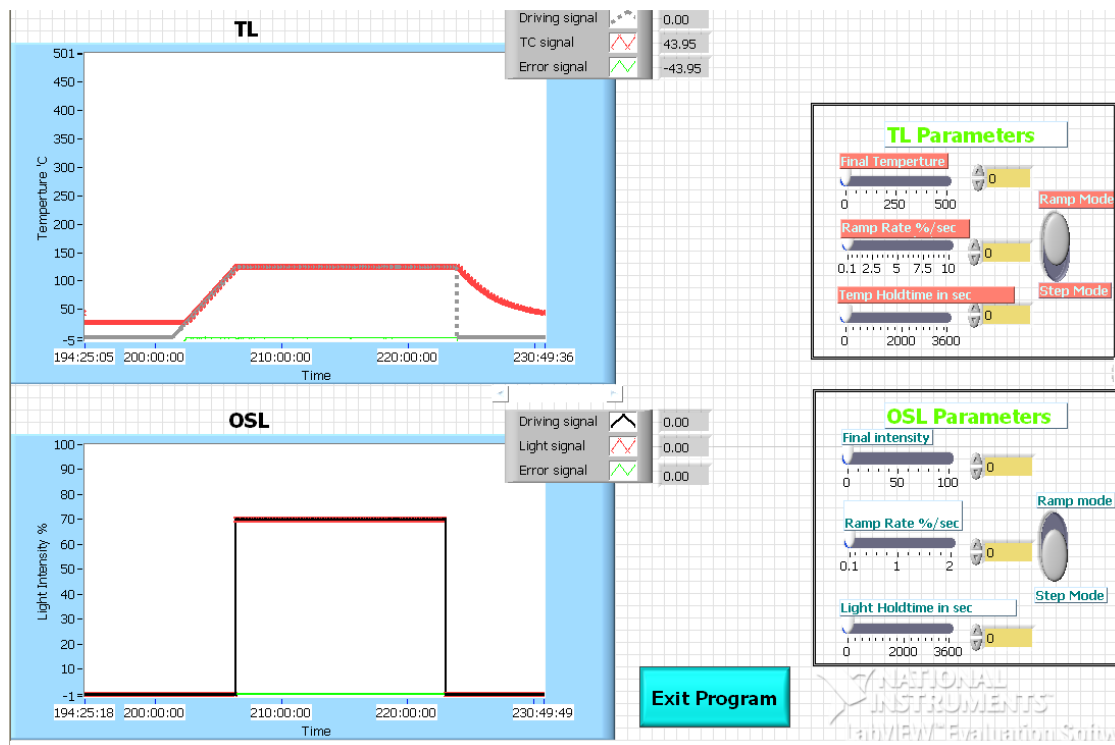 TL
Driving signal 0.00
TC signal 43.95
Error signal -43.95
501
450
400
350
300
250
200
150
100
50
-5
Temperture 'C
194:25:05 200:00:00 210:00:00 220:00:00 230:49:36
Time
TL Parameters
Final Temperture
0
0 250 500
Ramp Mode
Ramp Rate %/sec
0
0.1 2.5 5 7.5 10
Step Mode
Temp Holdtime in sec
0
0 2000 3600
OSL
Driving signal 0.00
Light signal 0.00
Error signal 0.00
100
90
80
70
60
50
40
30
20
10
-1
Light Intensity %
194:25:18 200:00:00 210:00:00 220:00:00 230:49:49
Time
OSL Parameters
Final intensity
0
0 50 100
Ramp mode
Ramp Rate %/sec
0
0.1 1 2
Step Mode
Light Holdtime in sec
0
0 2000 3600
Exit Program
NATIONAL
INSTRUMENTS
LabVIEW™ Evaluation